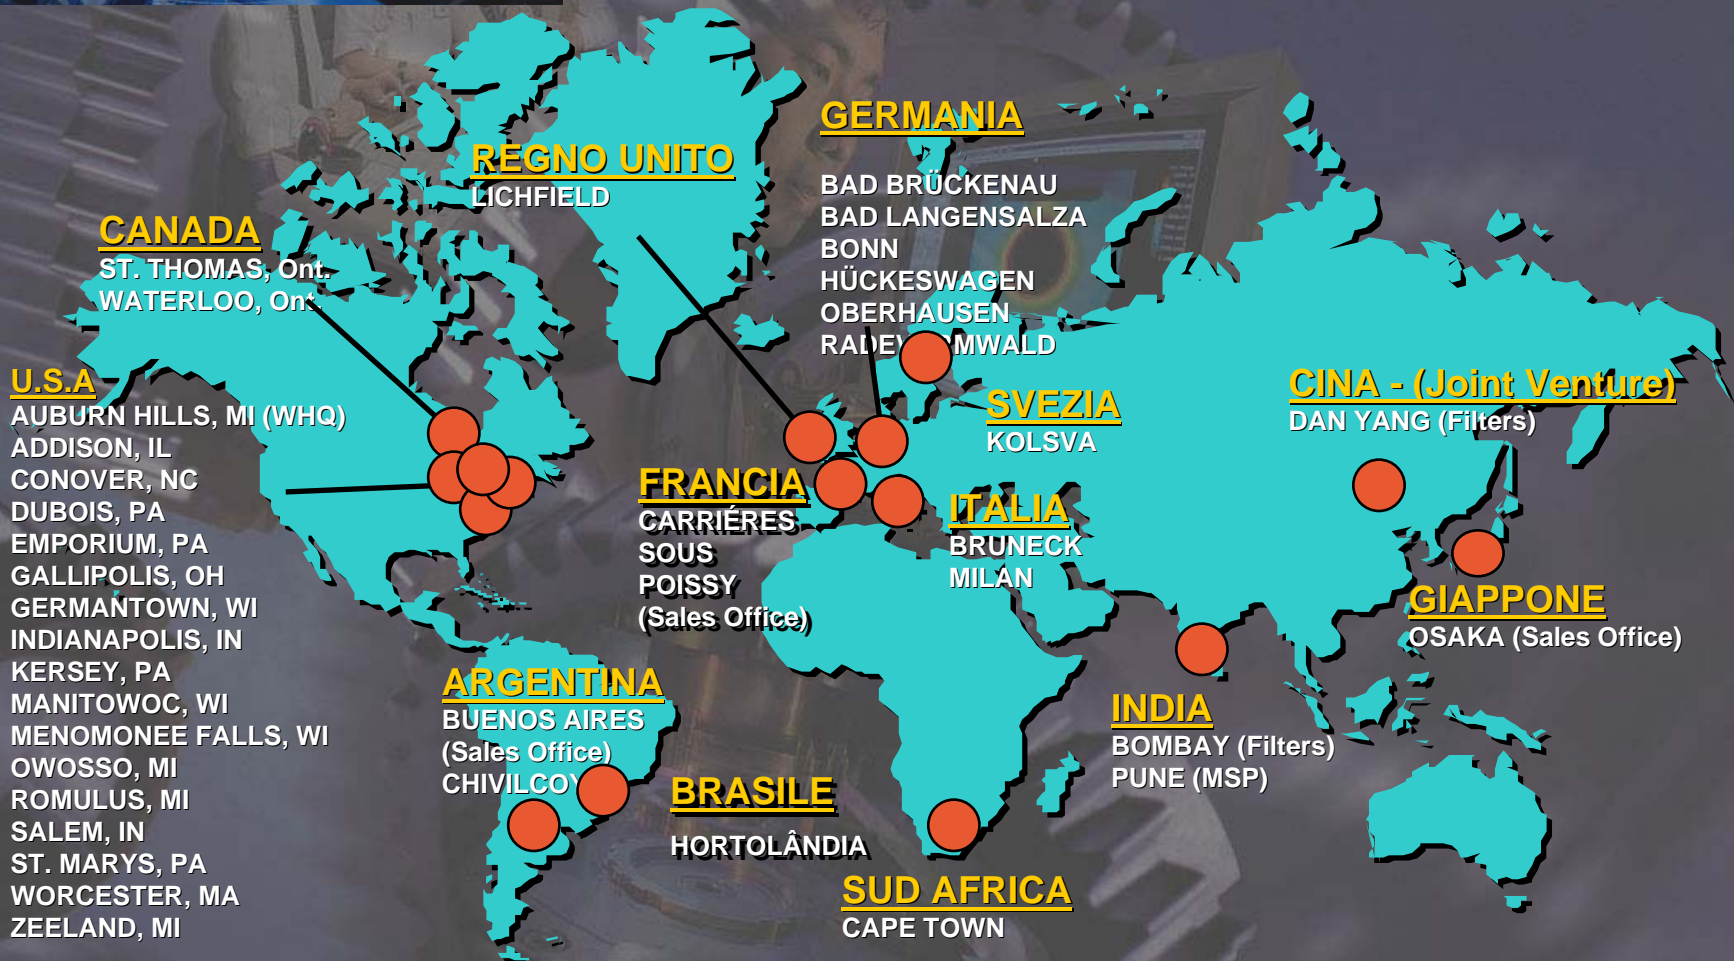 GERMANIA
BAD BRÜCKENAU
BAD LANGENSALZA
BONN
HÜCKESWAGEN
OBERHAUSEN
REGNO UNITO
LICHFIELD
CANADA
ST. THOMAS, Ont.
WATERLOO, Ont.
U.S.A
AUBURN HILLS, MI (WHQ)
ADDISON, IL
CONOVER, NC
DUBOIS, PA
EMPORIUM, PA
GALLIPOLIS, OH
GERMANTOWN, WI
INDIANAPOLIS, IN
KERSEY, PA
MANITOWOC, WI
MENOMONEE FALLS, WI
OWOSSO, MI
ROMULUS, MI
SALEM, IN
ST. MARYS, PA
WORCESTER, MA
ZEELAND, MI
SVEZIA
KOLSVA
CINA - (Joint Venture)
DAN YANG (Filters)
FRANCIA
CARRIÉRES
SOUS
POISSY
(Sales Office)
ITALIA
BRUNECK
MILAN
GIAPPONE
OSAKA (Sales Office)
ARGENTINA
BUENOS AIRES
(Sales Office)
CHIVILCOY
BRASILE
HORTOLÂNDIA
INDIA
BOMBAY (Filters)
PUNE (MSP)
SUD AFRICA
CAPE TOWN